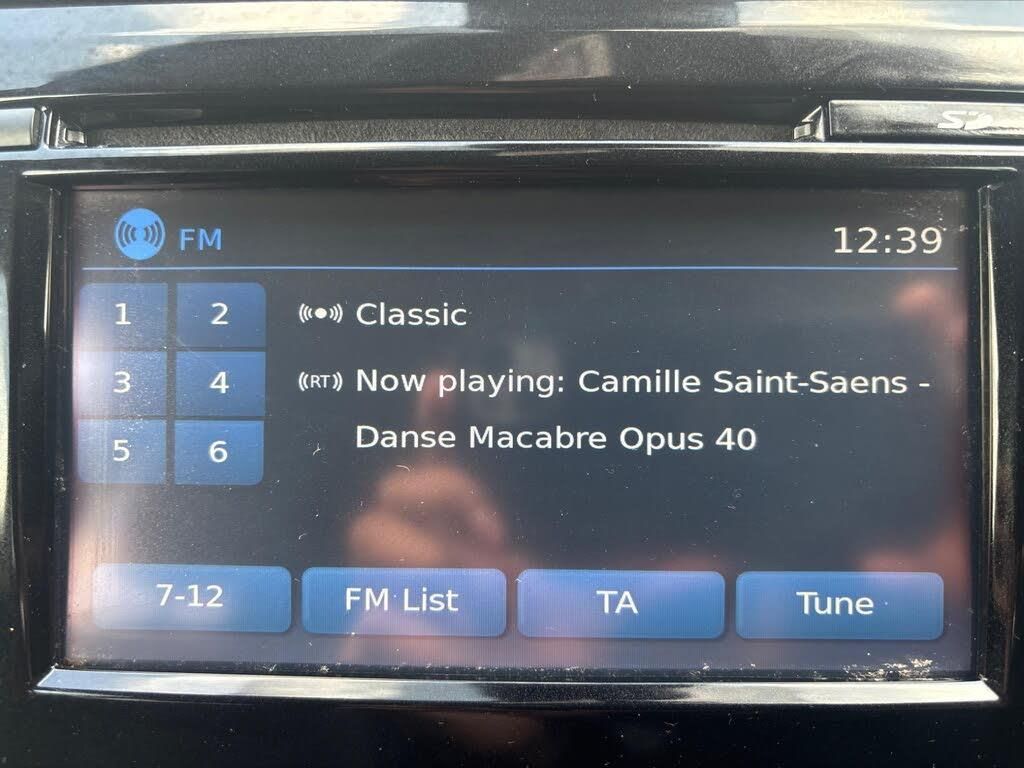 SD
FM
12:39
1 2
3 4
5 6
Classic
RT
Now playing: Camille Saint-Saens -
Danse Macabre Opus 40
7-12
FM List
TA
Tune